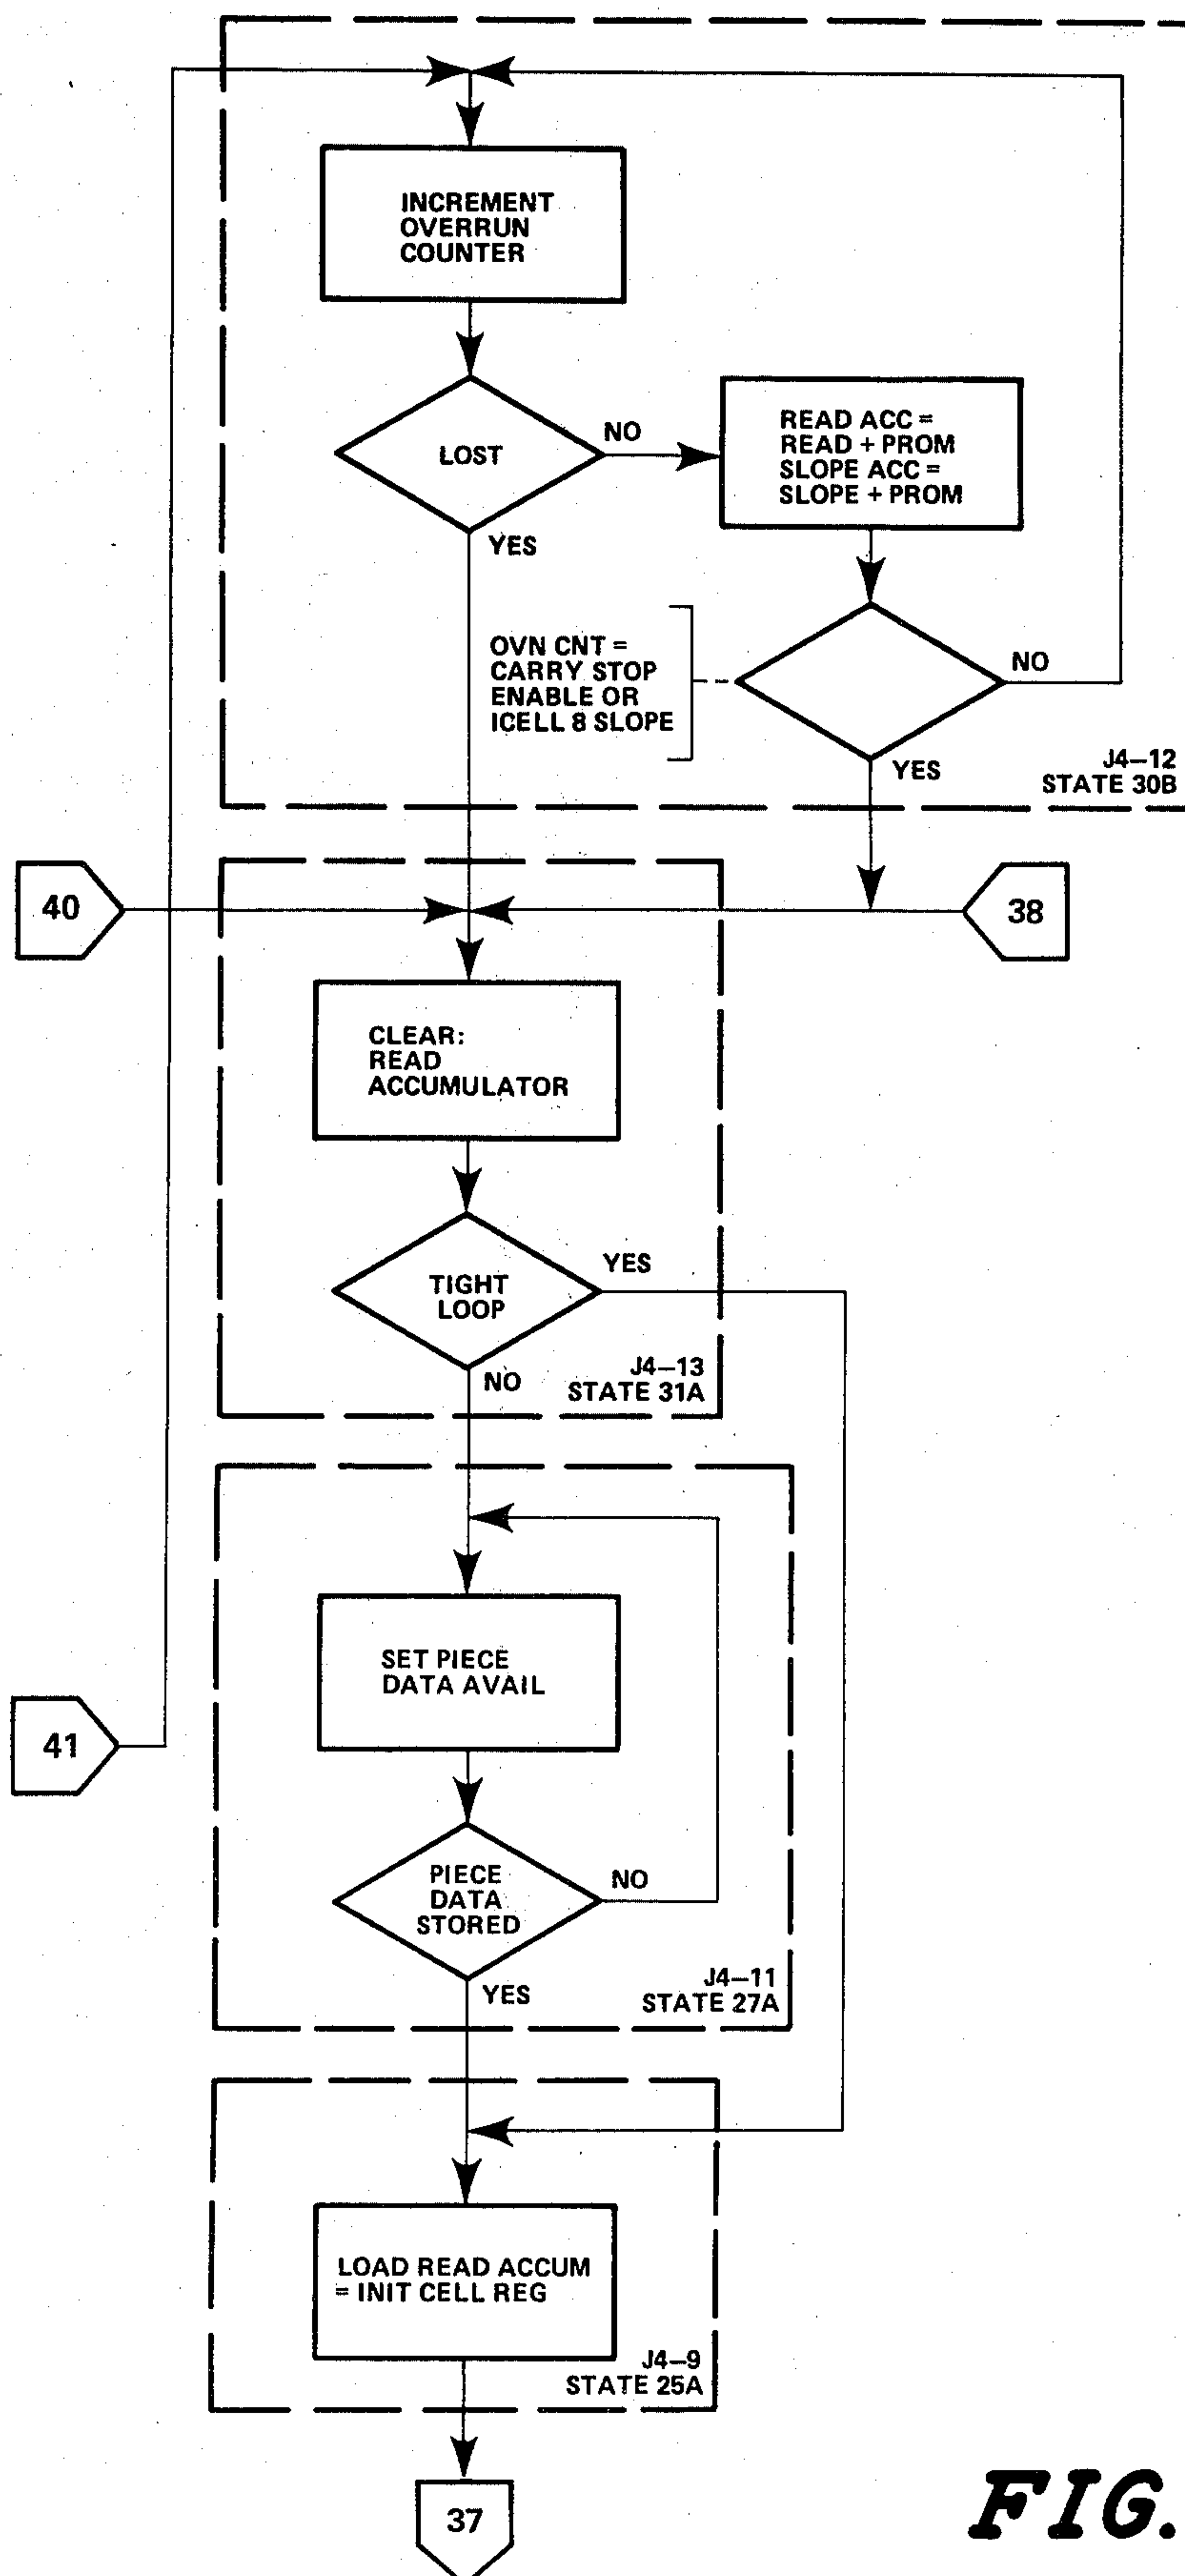 INCREMENT
OVERRUN
COUNTER
LOST
NO
READ ACC =
READ + PROM
SLOPE ACC =
SLOPE + PROM
YES
OVN CNT =
CARRY STOP
ENABLE OR
ICELL 8 SLOPE
NO
YES
J4-12
STATE 30B
40
38
CLEAR:
READ
ACCUMULATOR
TIGHT
LOOP
YES
NO
J4-13
STATE 31A
SET PIECE
DATA AVAIL
41
PIECE
DATA
STORED
NO
YES
J4-11
STATE 27A
LOAD READ ACCUM
= INIT CELL REG
J4-9
STATE 25A
37
FIG.